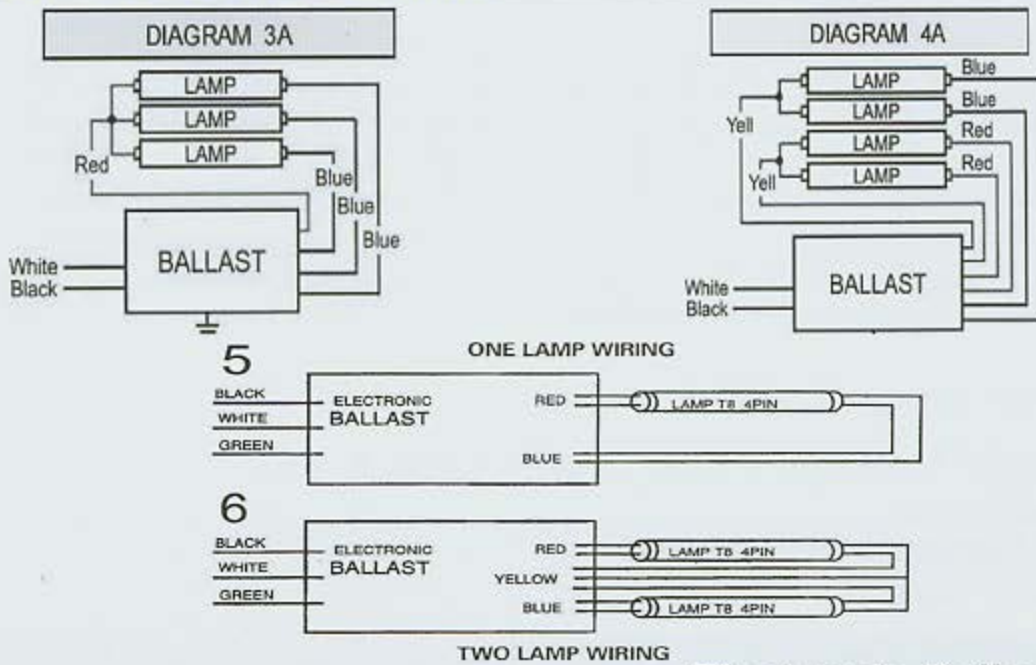 DIAGRAM 3A
LAMP
LAMP
LAMP
Red
Blue
Blue
Blue
White
Black
BALLAST
DIAGRAM 4A
LAMP
LAMP
LAMP
LAMP
Blue
Blue
Red
Red
Yell
Yell
White
Black
BALLAST
5
ONE LAMP WIRING
BLACK
WHITE
GREEN
ELECTRONIC
BALLAST
RED
BLUE
LAMP T8 4PIN
6
BLACK
WHITE
GREEN
ELECTRONIC
BALLAST
RED
YELLOW
BLUE
LAMP T8 4PIN
LAMP T8 4PIN
TWO LAMP WIRING